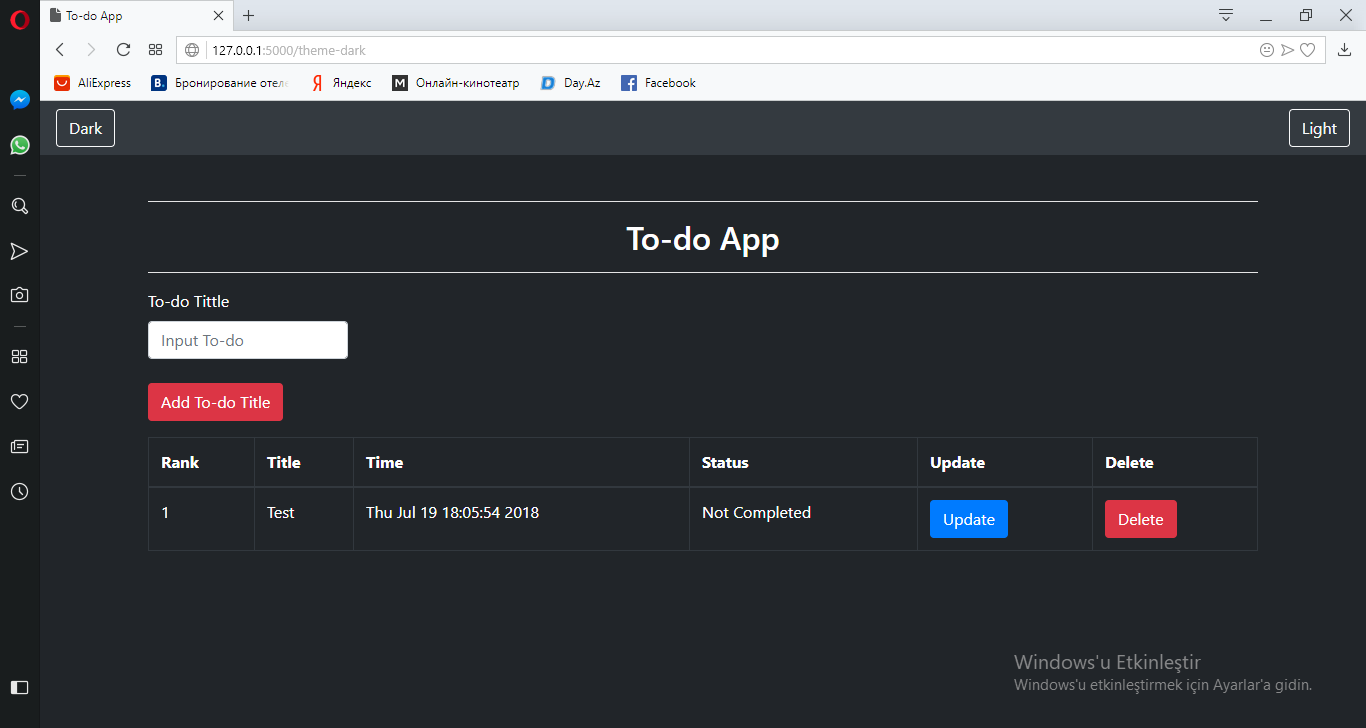 To-do App
127.0.0.1:5000/theme-dark
AliExpress B. Бронирование Я Яндекс M Онлайн-кинотеатр D Day.Az f Facebook
Dark Light
To-do App
To-do Tittle
Input To-do
Add To-do Title
Rank Title Time Status Update Delete
1 Test Thu Jul 19 18:05:54 2018 Not Completed Update Delete
Windows'u Etkinleştir
Windows'u etkinleştirmek için Ayarlar'a gidin.